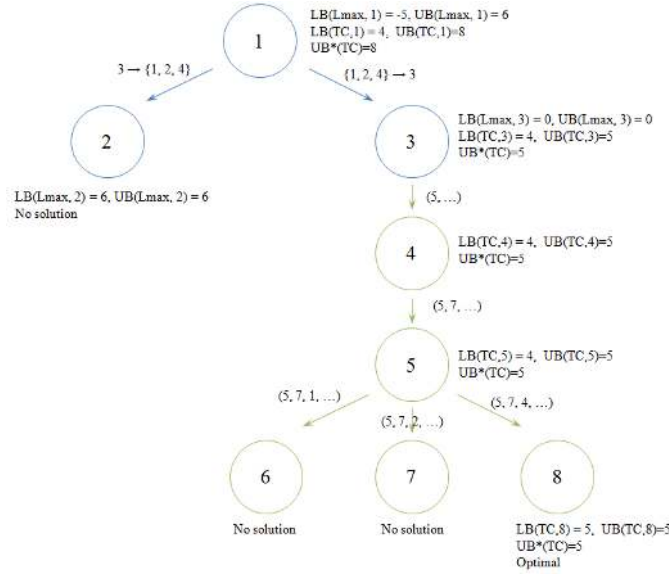 1
LB(Lmax, 1) = -5, UB(Lmax, 1) = 6
LB(TC,1) = 4, UB(TC,1)=8
UB*(TC)=8
3 → {1, 2, 4}
{1, 2, 4} → 3
2
LB(Lmax, 2) = 6, UB(Lmax, 2) = 6
No solution
3
LB(Lmax, 3) = 0, UB(Lmax, 3) = 0
LB(TC,3) = 4, UB(TC,3)=5
UB*(TC)=5
(5, ...)
4
LB(TC,4) = 4, UB(TC,4)=5
UB*(TC)=5
(5, 7, ...)
5
LB(TC,5) = 4, UB(TC,5)=5
UB*(TC)=5
(5, 7, 1, ...)
(5, 7, 2, ...)
(5, 7, 4, ...)
6
7
8
No solution
No solution
LB(TC,8) = 5, UB(TC,8)=5
UB*(TC)=5
Optimal